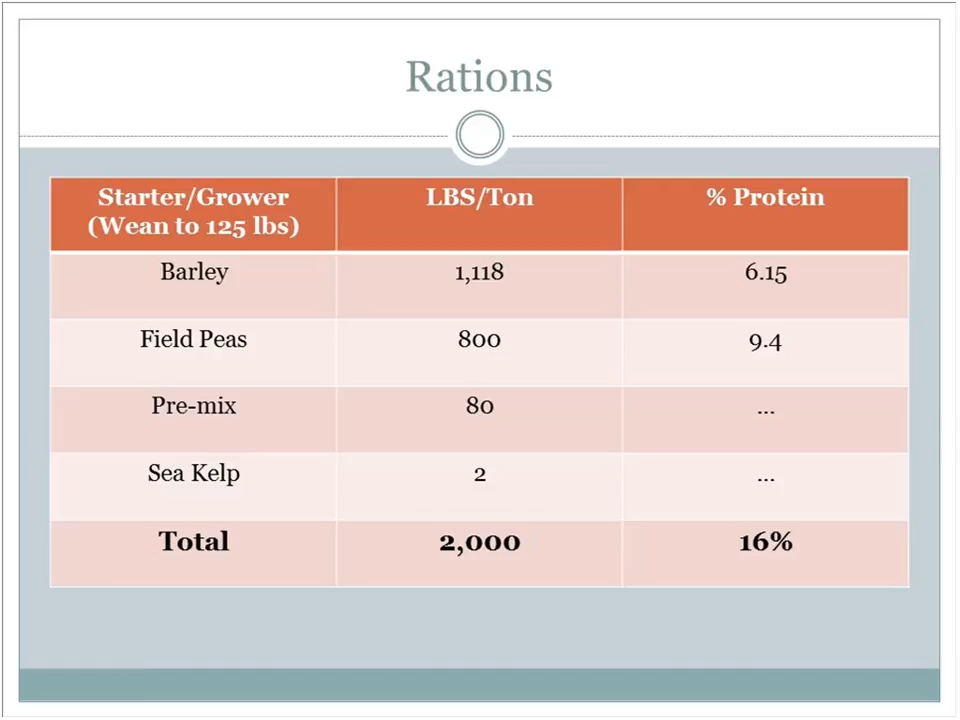 Rations
Starter/Grower
(Wean to 125 lbs)
LBS/Ton
% Protein
Barley
1,118
6.15
Field Peas
800
9.4
Pre-mix
80
...
Sea Kelp
2
...
Total
2,000
16%